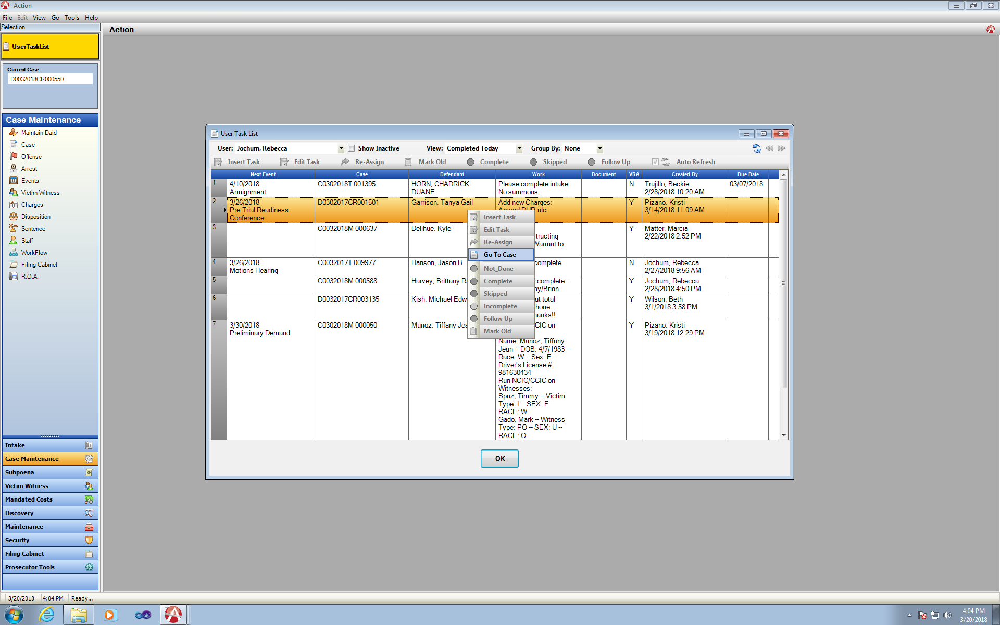 Action
File Edit View Go Tools Help
Selection
Action
UserTaskList
Current Case
D0032018CR000550
Case Maintenance
Maintain Daid
Case
Offense
Arrest
Events
Victim Witness
Charges
Disposition
Sentence
Staff
WorkFlow
Filing Cabinet
R.O.A.
Intake
Case Maintenance
Subpoena
Victim Witness
Mandated Costs
Discovery
Maintenance
Security
Filing Cabinet
Prosecutor Tools
User Task List
User: Jochum, Rebecca Show Inactive View: Completed Today Group By: None
Insert Task Edit Task Re-Assign Mark Old Complete Skipped Follow Up Auto Refresh
Next Event Case Defendant Work Document VRA Created By Due Date
1 4/10/2018 C0302018T 001395 HORN, CHADRICK Please complete intake. N Trujillo, Beckie 03/07/2018
Arraignment DUANE No summons. 2/28/2018 10:20 AM
2 3/26/2018 D0302017CR001501 Garrison, Tanya Gail Add new Charges: Y Pizano, Kristi
Pre-Trial Readiness Amend DUR-alc 3/14/2018 11:09 AM
Conference
3 C0032018M 000637 Delihue, Kyle Y Matter, Marcia
tructing 2/22/2018 2:52 PM
Warrant to
4 3/26/2018 C0032017T 009977 Hanson, Jason B complete N Jochum, Rebecca
Motions Hearing 2/27/2018 9:56 AM
5 C0032018M 000588 Harvey, Brittany complete - Y Jochum, Rebecca
ny/Brian 2/28/2018 4:50 PM
6 D0032017CR003135 Kish, Michael Edw at total Y Wilson, Beth
phone 3/1/2018 3:58 PM
anks!!
7 3/30/2018 C0302018M 000050 Munoz, Tiffany Jea CIC on Y Pizano, Kristi
Preliminary Demand 3/19/2018 12:29 PM
Name: Munoz, Tiffany
Jean -- DOB: 4/7/1983 --
Race: W -- Sex: F --
Driver's License #:
981630434
Run NCIC/CCIC on
Witnesses:
Spaz, Timmy -- Victim
Type: I -- SEX: F --
RACE: W
Gado, Mark -- Witness
Type: PO -- SEX: U --
RACE: O
Insert Task
Edit Task
Re-Assign
Go To Case
Not_Done
Complete
Skipped
Incomplete
Follow Up
Mark Old
OK
3/20/2018 4:04 PM Ready...
4:04 PM
3/20/2018